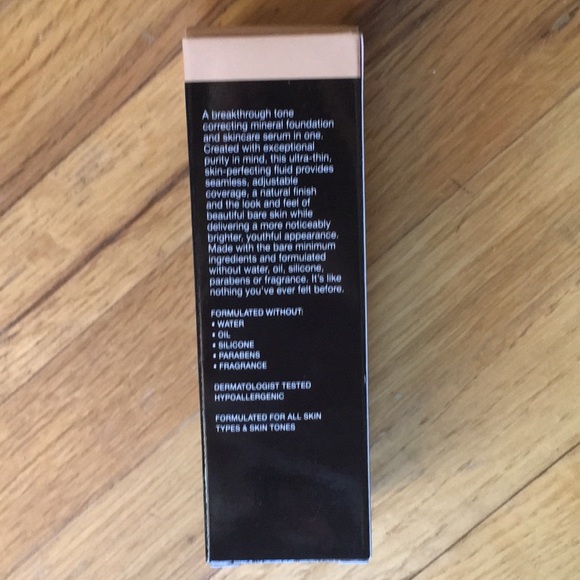 A breakthrough tone
correcting mineral foundation
and skincare serum in one.
Created with exceptional
purity in mind, this ultra-thin,
skin-perfecting fluid provides
seamless, adjustable
coverage, a natural finish
and the look and feel of
beautiful bare skin while
delivering a more noticeably
brighter, youthful appearance.
Made with the bare minimum
ingredients and formulated
without water, oil, silicone,
parabens or fragrance. It's like
nothing you've ever felt before.
FORMULATED WITHOUT:
• WATER
• OIL
• SILICONE
• PARABENS
• FRAGRANCE
DERMATOLOGIST TESTED
HYPOALLERGENIC
FORMULATED FOR ALL SKIN
TYPES & SKIN TONES